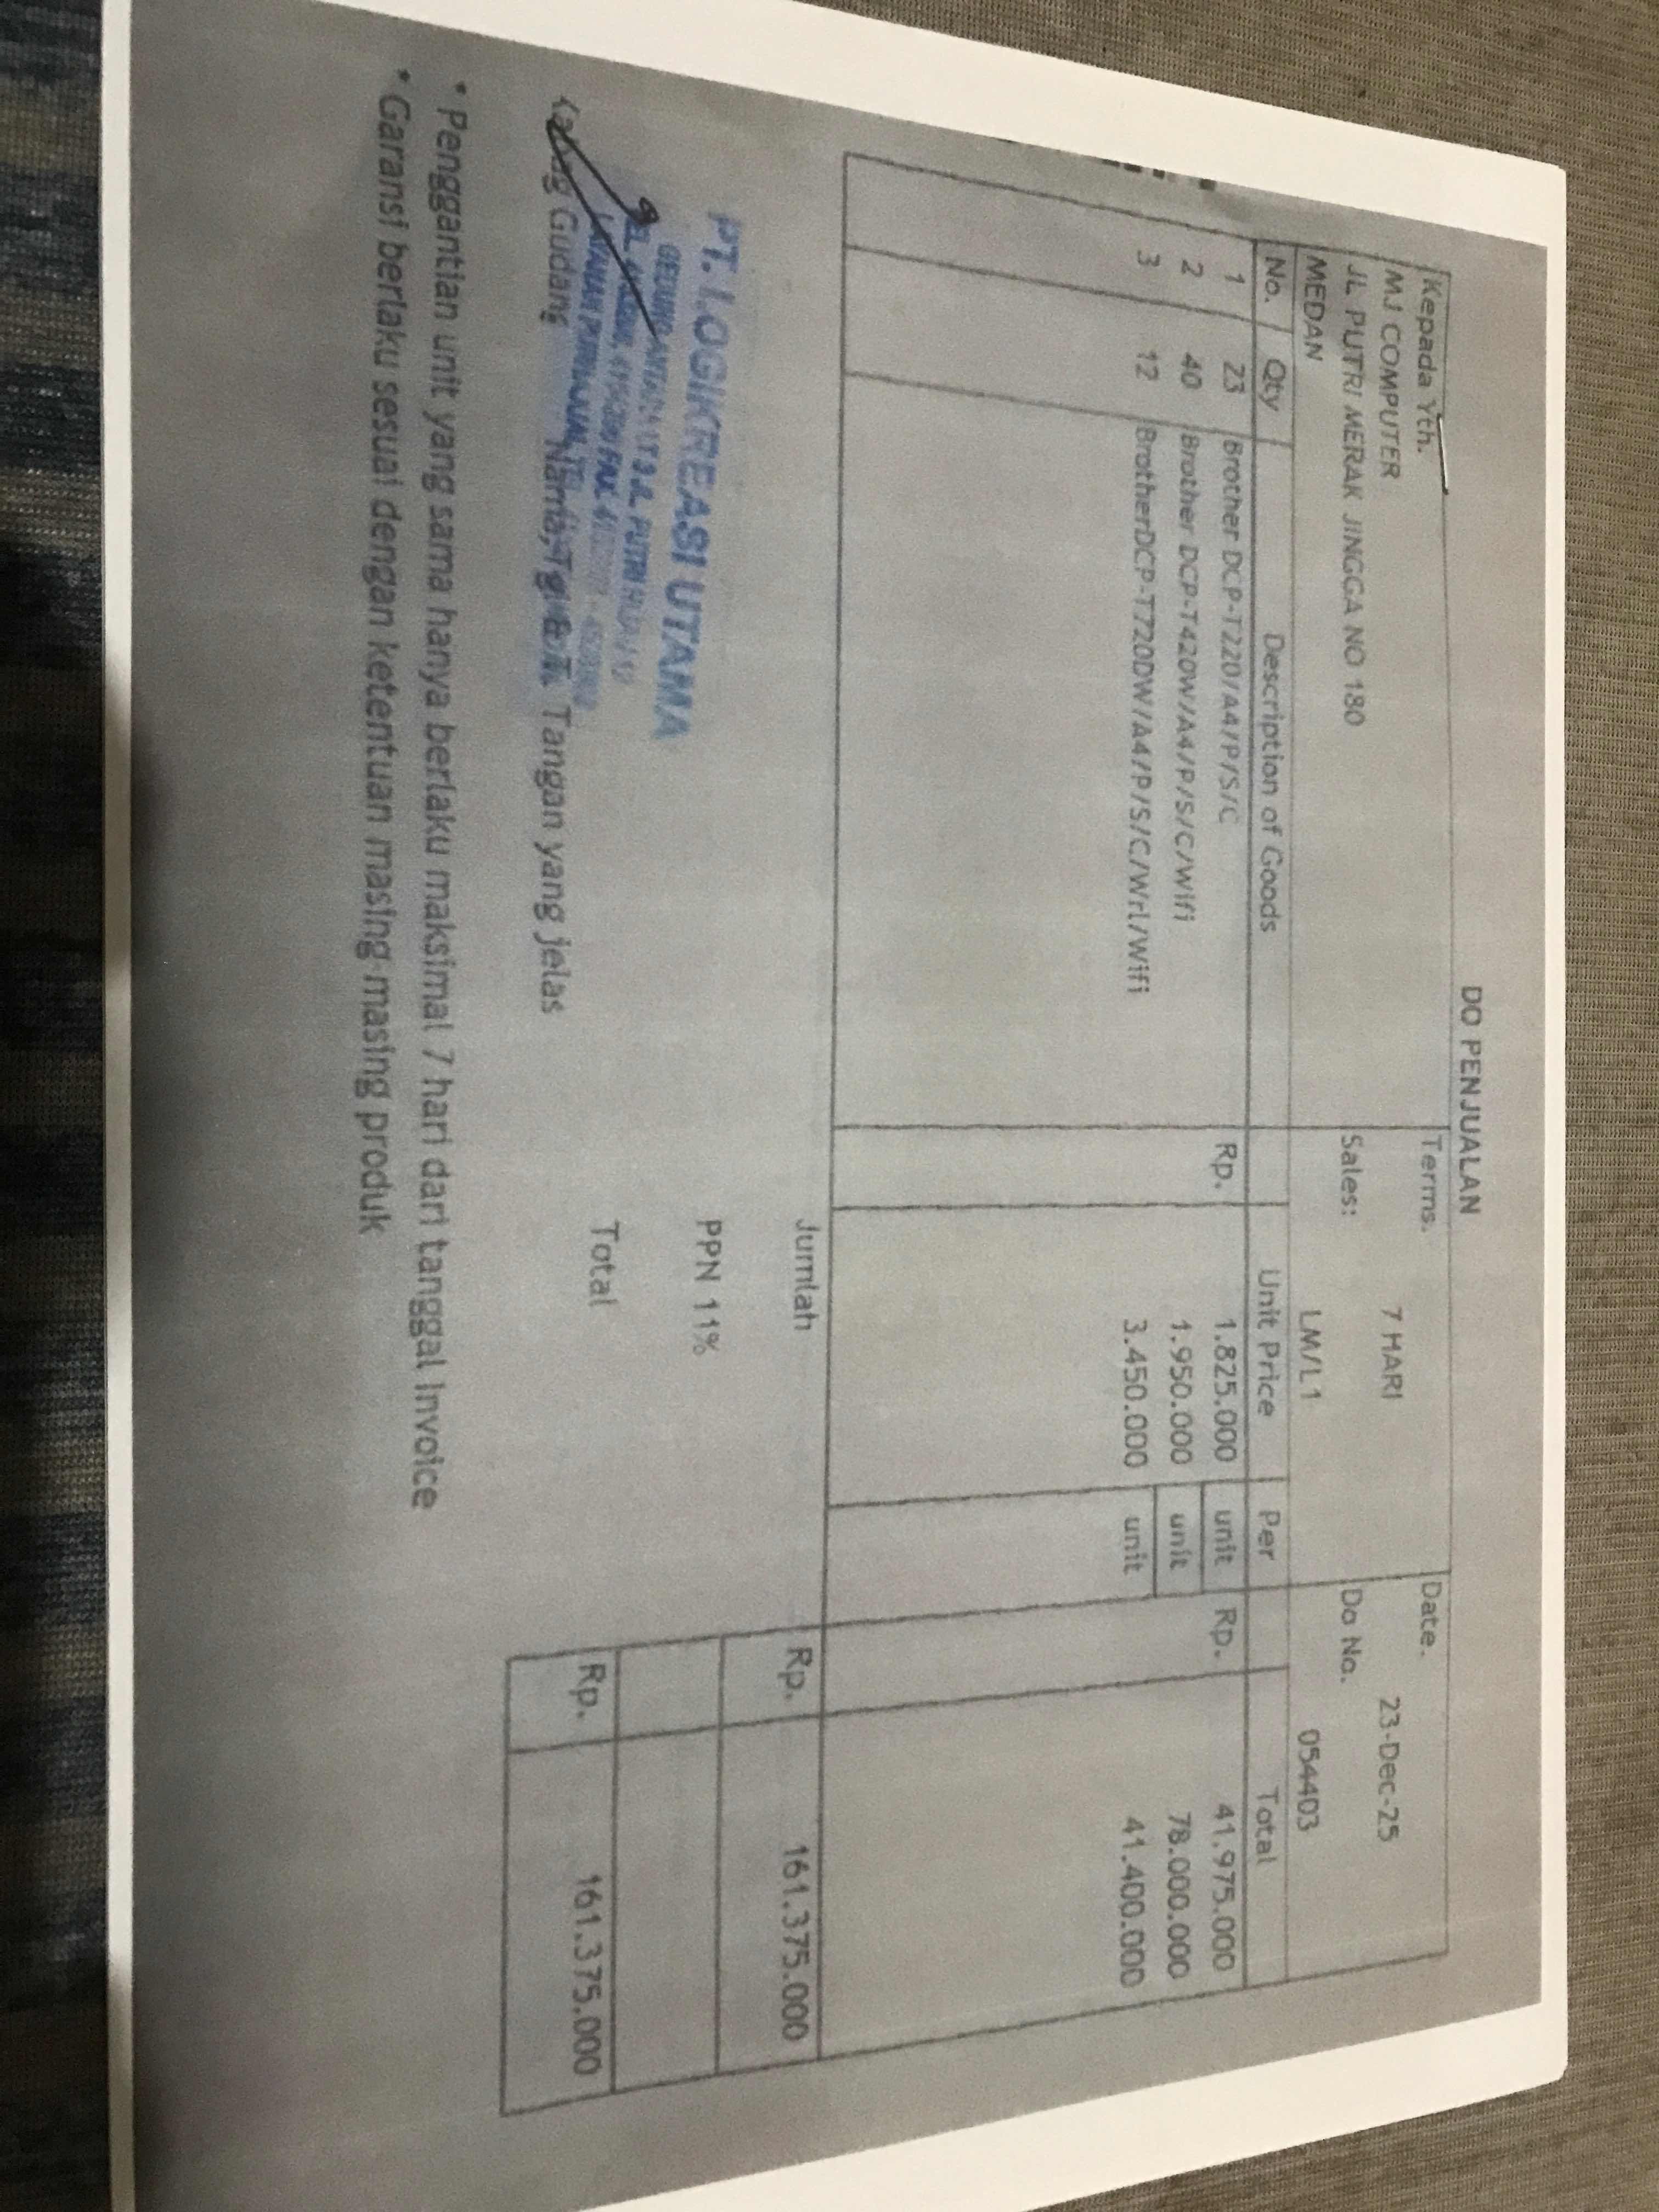 DO PENJUALAN
Kepada Yth. Terms. Date.
MJ COMPUTER 7 HARI 23-Dec-25
JL PUTRI MERAK JINGGA NO 180 Sales: Do No.
MEDAN LM/L1 054403
No. Qty Description of Goods Unit Price Per Total
1 23 Brother DCP-T220/A4/P/S/C Rp. 1.825.000 unit Rp. 41.975.000
2 40 Brother DCP-T420W/A4/P/S/C/Wifi 1.950.000 unit 78.000.000
3 12 BrotherDCP-T720DW/A4/P/S/C/Wrl/Wifi 3.450.000 unit 41.400.000
Jumlah Rp. 161.375.000
PT. LOGIKREASI UTAMA
PPN 11%
Total Rp. 161.375.000
Gudang Nama, Tangan yang jelas
* Penggantian unit yang sama hanya berlaku maksimal 7 hari dari tanggal Invoice
* Garansi berlaku sesuai dengan ketentuan masing-masing produk